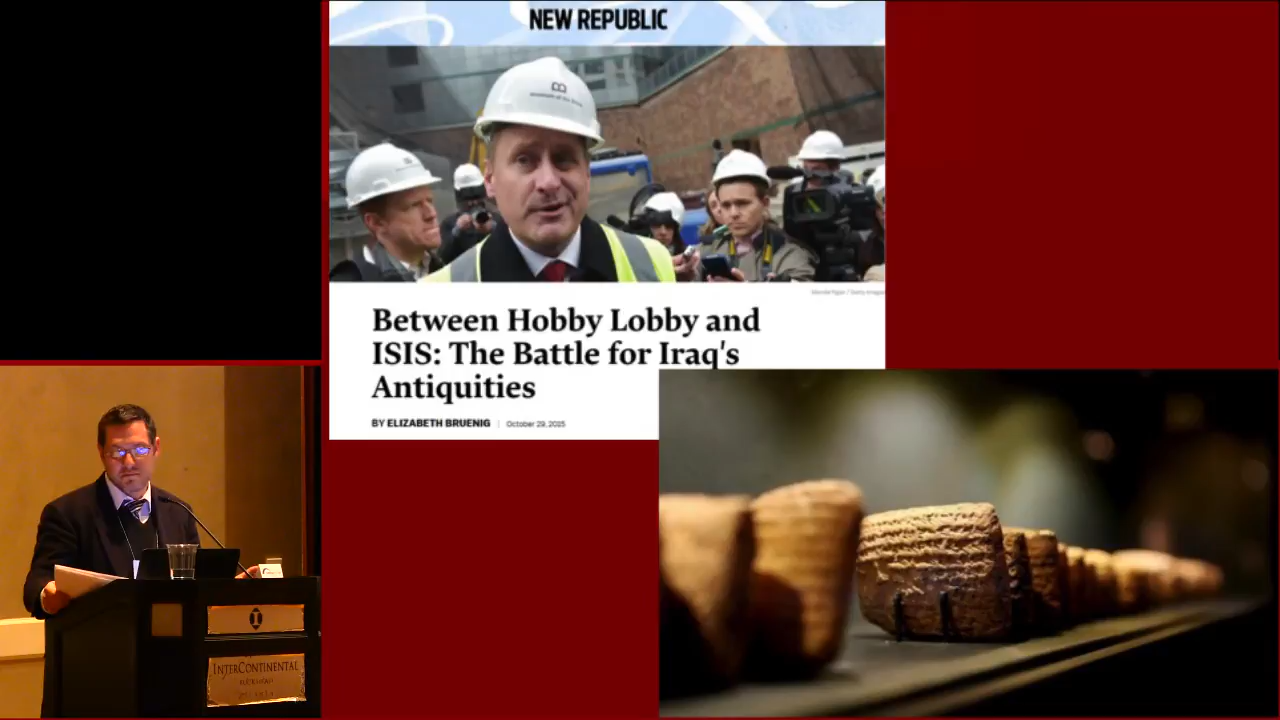 NEW REPUBLIC
Between Hobby Lobby and
ISIS: The Battle for Iraq's
Antiquities
BY ELIZABETH BRUENIG | October 29, 2015
INTERCONTINENTAL